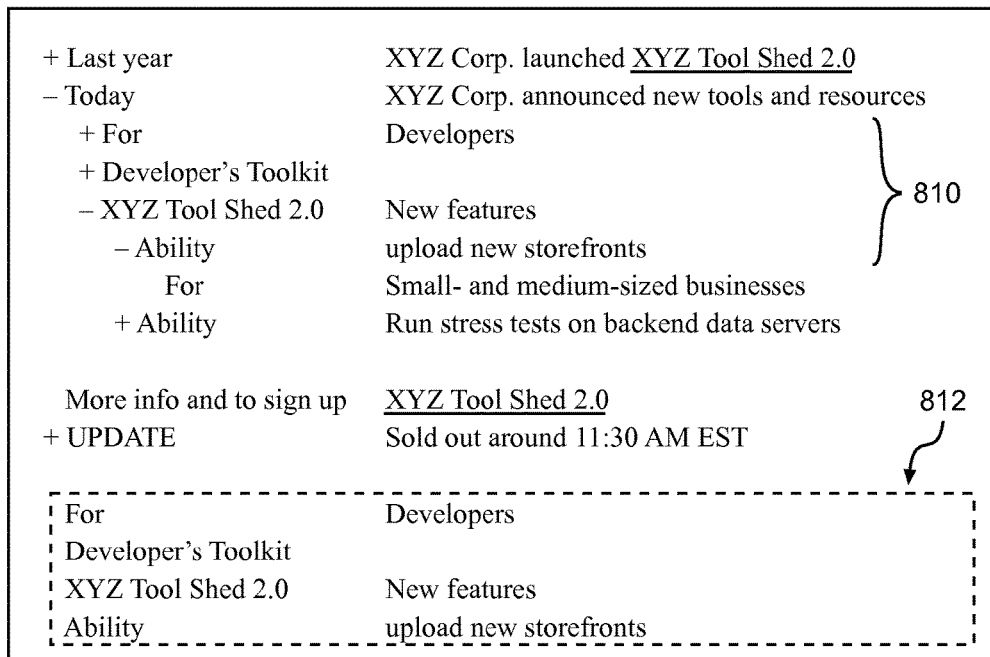 + Last year XYZ Corp. launched XYZ Tool Shed 2.0
– Today XYZ Corp. announced new tools and resources
+ For Developers
+ Developer's Toolkit
810
– XYZ Tool Shed 2.0 New features
– Ability upload new storefronts
For Small- and medium-sized businesses
+ Ability Run stress tests on backend data servers
More info and to sign up XYZ Tool Shed 2.0 812
+ UPDATE Sold out around 11:30 AM EST
For Developers
Developer's Toolkit
XYZ Tool Shed 2.0 New features
Ability upload new storefronts